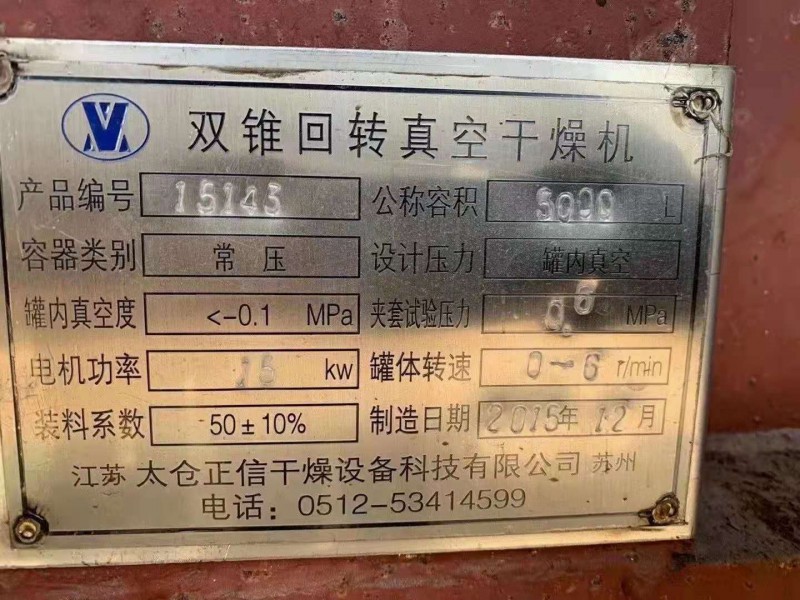 双锥回转真空干燥机
产品编号 15145 公称容积 5000 L
容器类别 常压 设计压力 罐内真空
罐内真空度 <-0.1 MPa 夹套试验压力 0.6 MPa
电机功率 15 kw 罐体转速 0-6 r/min
装料系数 50±10% 制造日期 2015年12月
江苏 太仓正信干燥设备科技有限公司 苏州
电话：0512-53414599